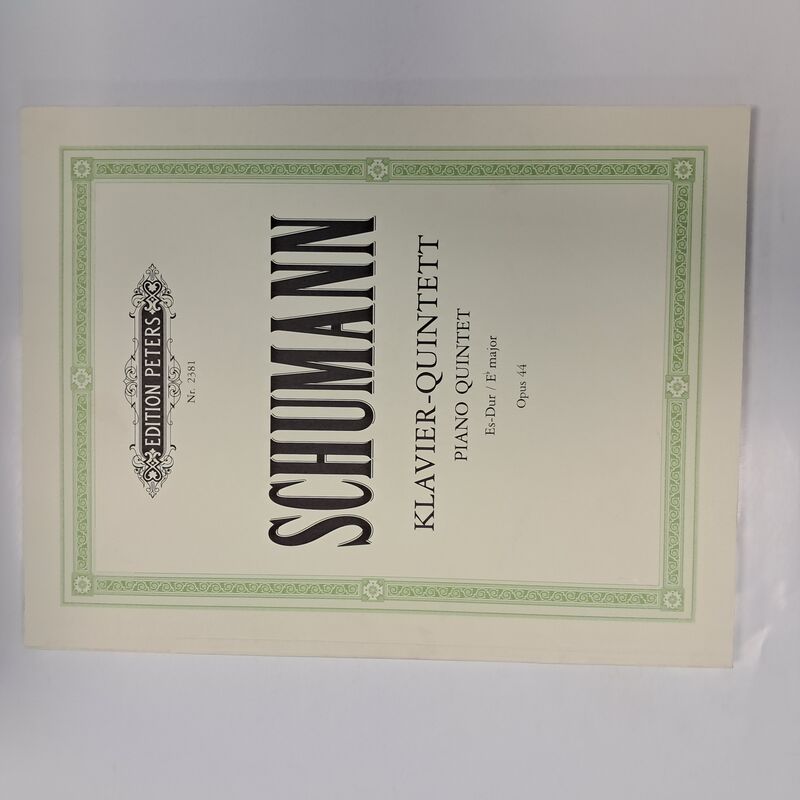 EDITION PETERS
Nr. 2381
SCHUMANN
KLAVIER-QUINTETT
PIANO QUINTET
Es-Dur / E♭ major
Opus 44